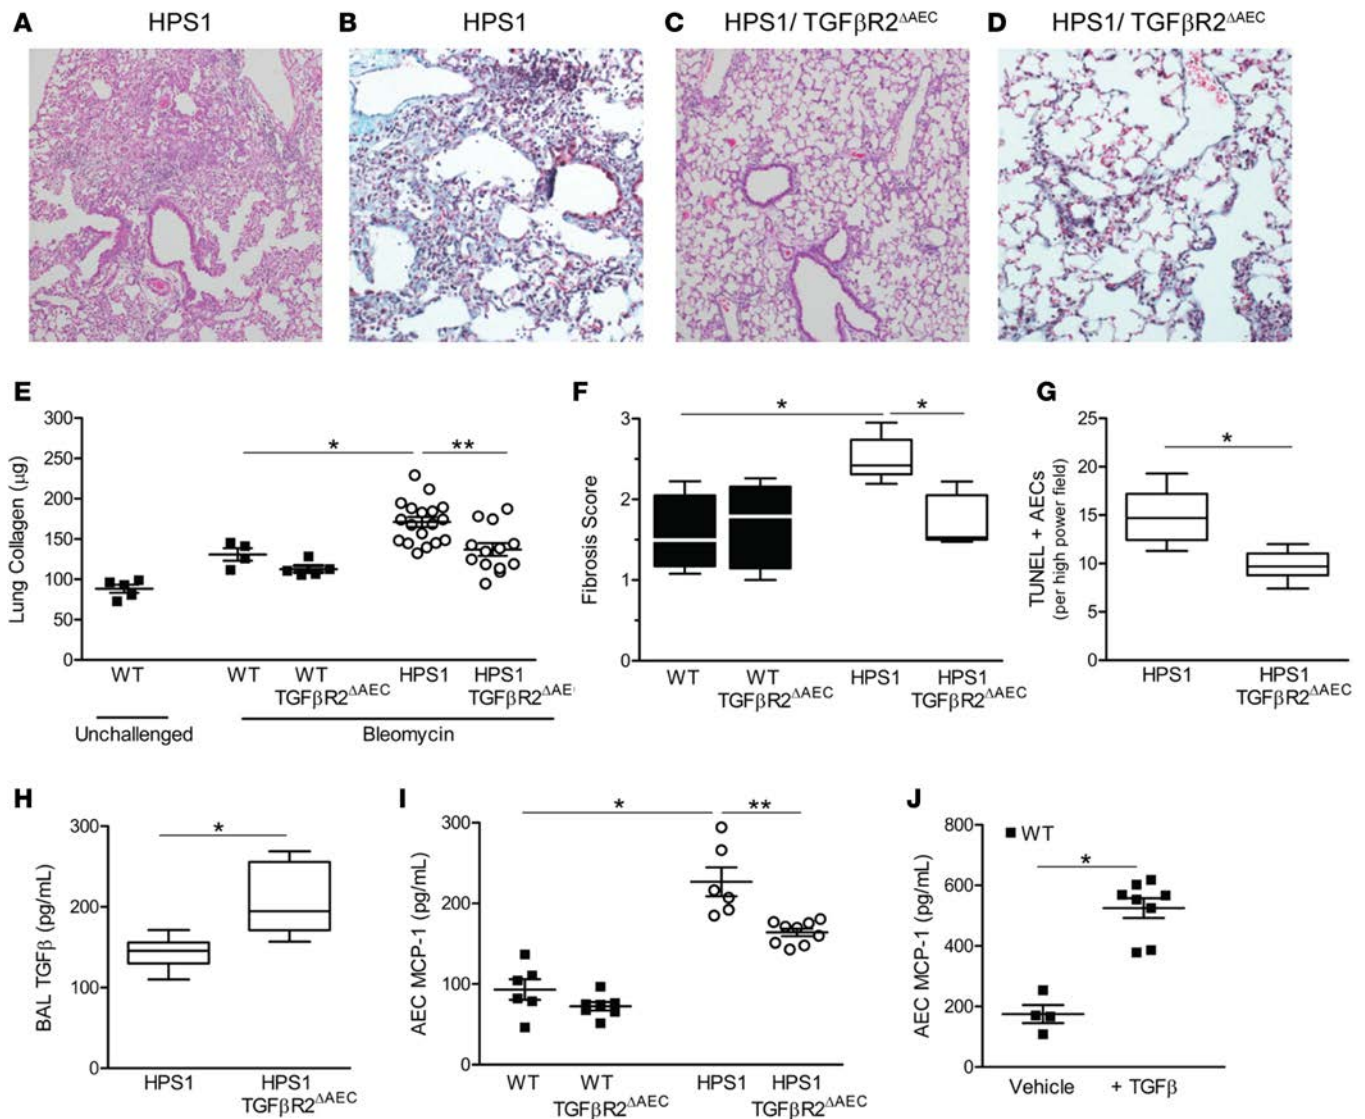 A HPS1
B HPS1
C HPS1/ TGFβR2ΔAEC
D HPS1/ TGFβR2ΔAEC
E
300
250
200
150
100
50
0
Lung Collagen (μg)
* **
WT WT WT HPS1 HPS1
TGFβR2ΔAEC TGFβR2ΔAE
Unchallenged Bleomycin
F
3
2
1
0
Fibrosis Score
* *
WT WT HPS1 HPS1
TGFβR2ΔAEC TGFβR2ΔAEC
G
25
20
15
10
5
0
TUNEL + AECs
(per high power field)
*
HPS1 HPS1
TGFβR2ΔAEC
H
300
200
100
0
BAL TGFβ (pg/mL)
*
HPS1 HPS1
TGFβR2ΔAEC
I
300
200
100
0
AEC MCP-1 (pg/mL)
* **
WT WT HPS1 HPS1
TGFβR2ΔAEC TGFβR2ΔAEC
J
800
600
400
200
0
AEC MCP-1 (pg/mL)
WT
*
Vehicle + TGFβ